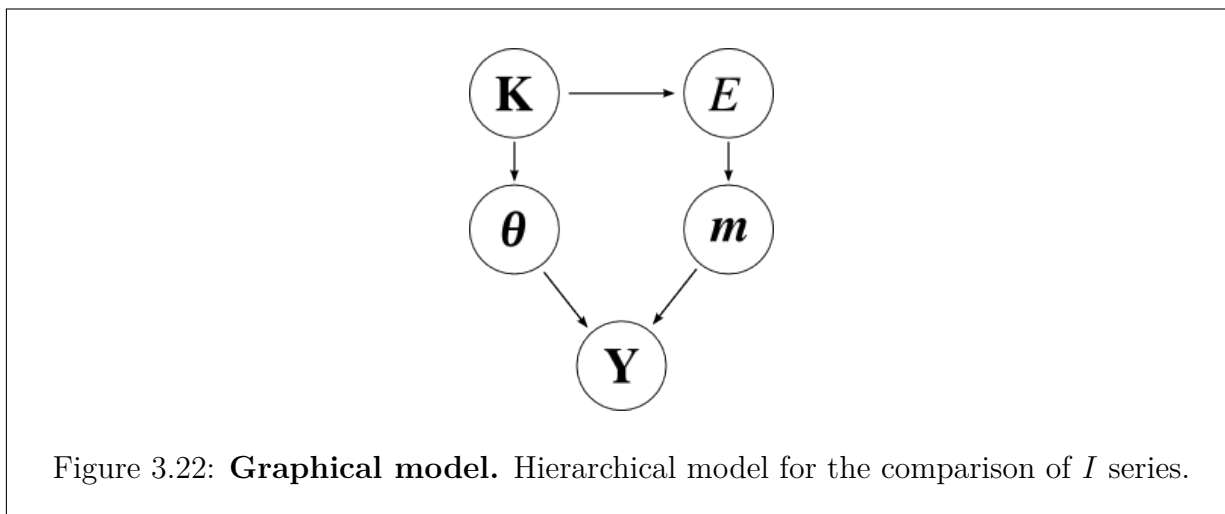 K E
θ m
Y
Figure 3.22: Graphical model. Hierarchical model for the comparison of I series.